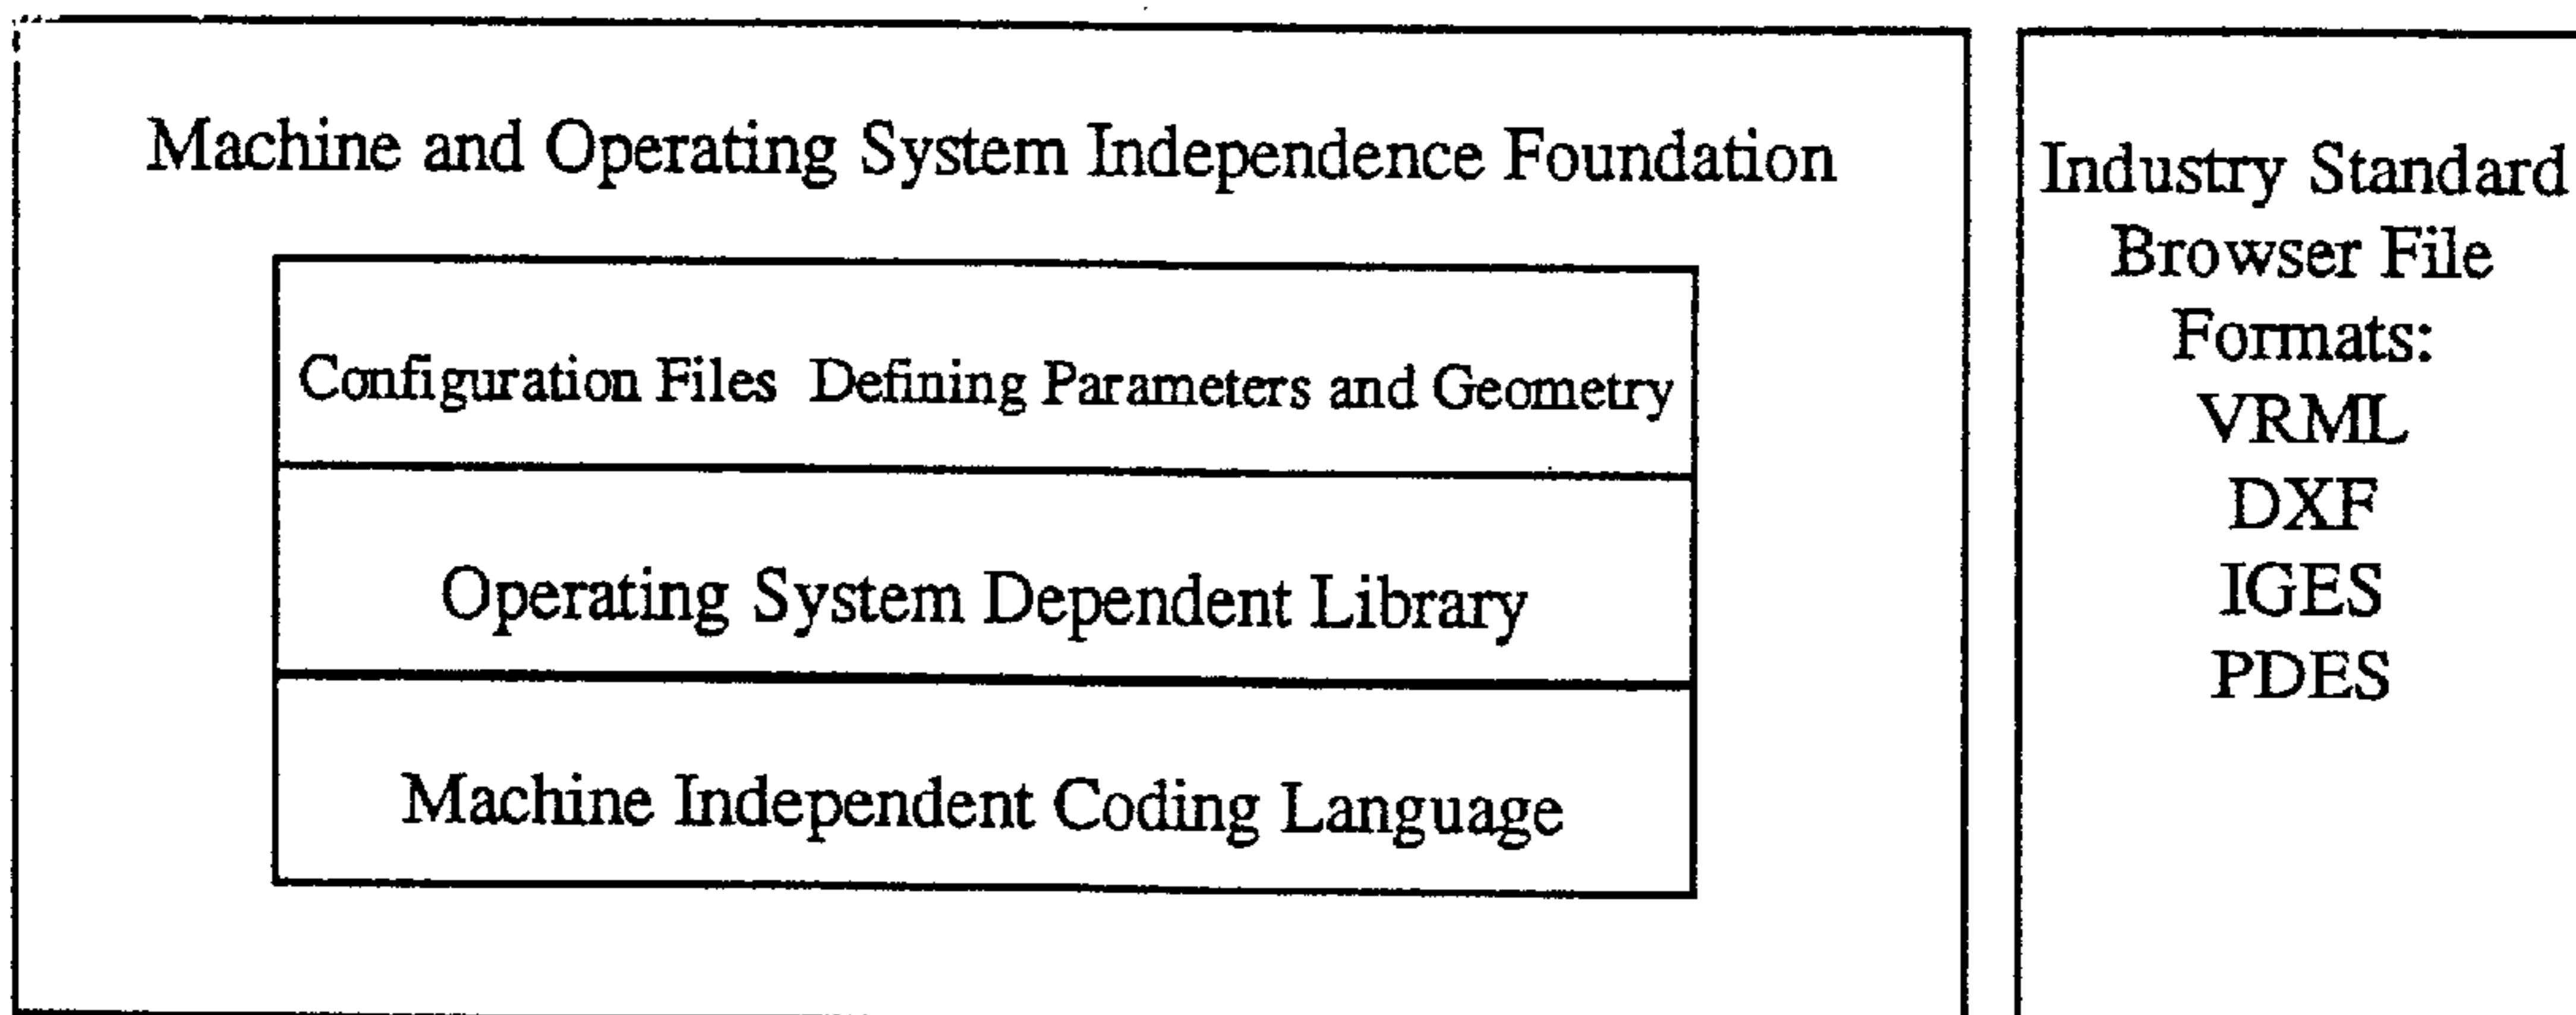 Machine and Operating System Independence Foundation
Configuration Files Defining Parameters and Geometry
Operating System Dependent Library
Machine Independent Coding Language
Industry Standard
Browser File
Formats:
VRML
DXF
IGES
PDES